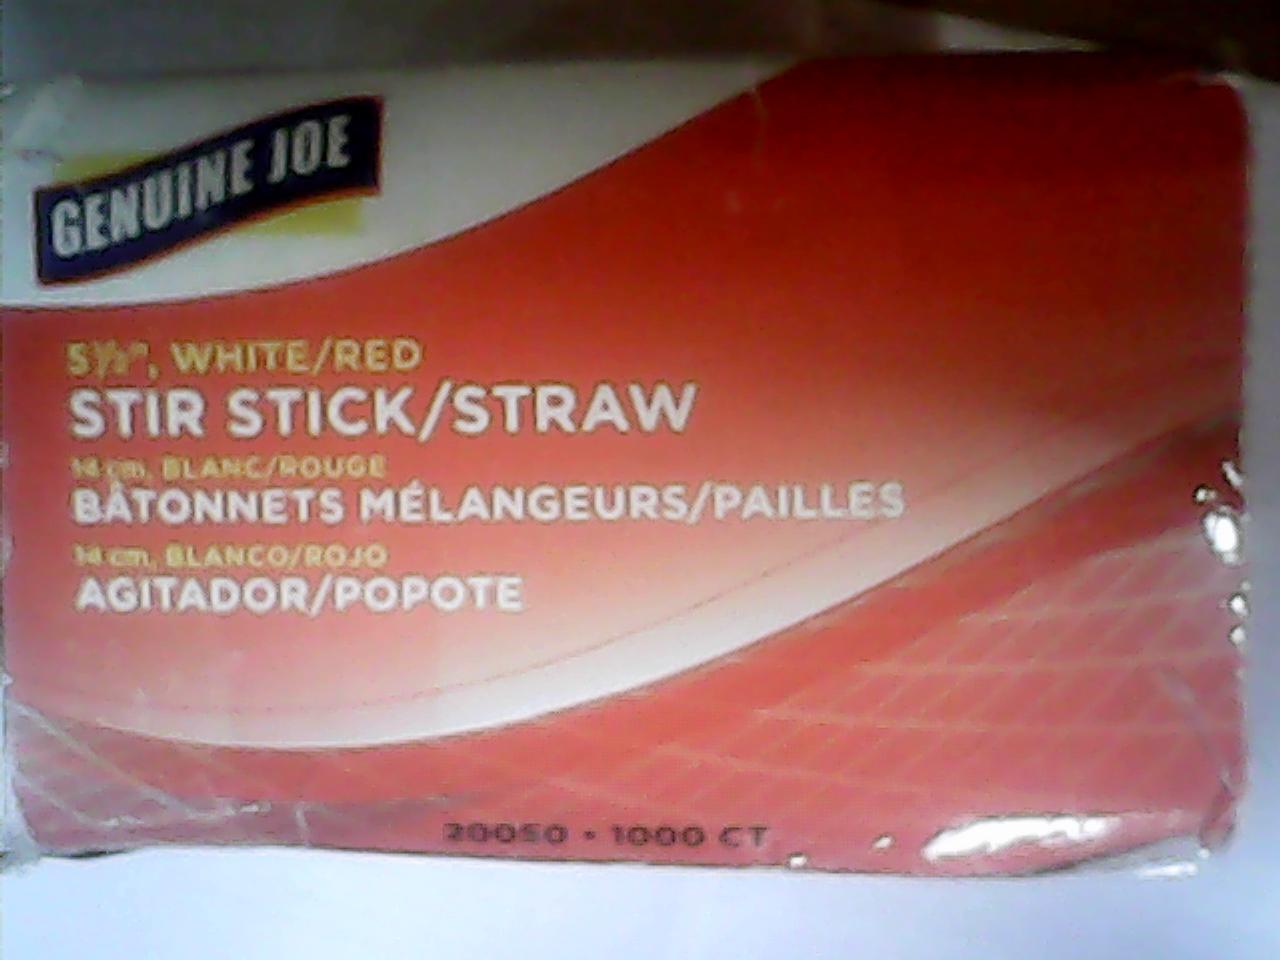 GENUINE JOE
5½", WHITE/RED
STIR STICK/STRAW
14 cm, BLANC/ROUGE
BÂTONNETS MÉLANGEURS/PAILLES
14 cm, BLANCO/ROJO
AGITADOR/POPOTE
20050 • 1000 CT